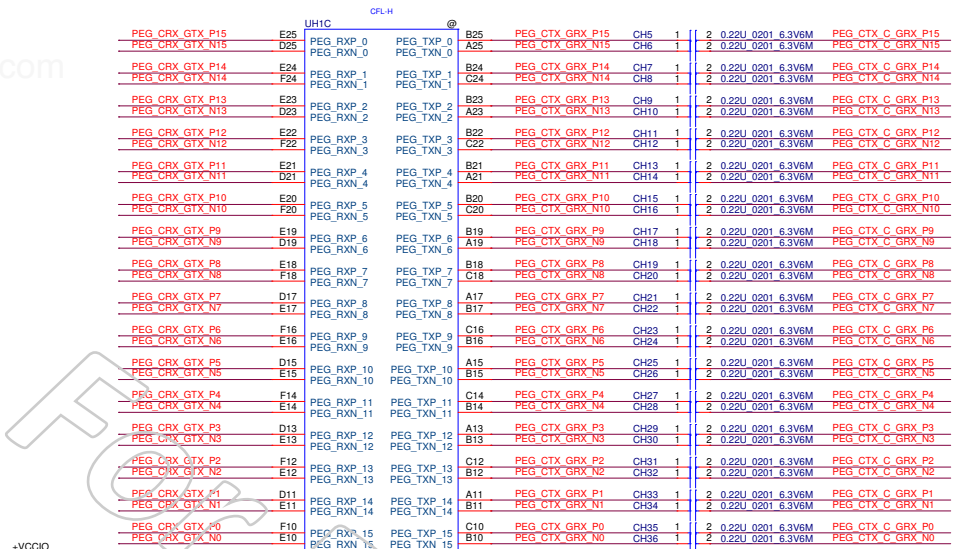 CFL-H
UH1C @
PEG_CRX_GTX_P15 E25 PEG_RXP_0 PEG_TXP_0 B25 PEG_CTX_GRX_P15 CH5 1 2 0.22U_0201_6.3V6M PEG_CTX_C_GRX_P15
PEG_CRX_GTX_N15 D25 PEG_RXN_0 PEG_TXN_0 A25 PEG_CTX_GRX_N15 CH6 1 2 0.22U_0201_6.3V6M PEG_CTX_C_GRX_N15
com
PEG_CRX_GTX_P14 E24 PEG_RXP_1 PEG_TXP_1 B24 PEG_CTX_GRX_P14 CH7 1 2 0.22U_0201_6.3V6M PEG_CTX_C_GRX_P14
PEG_CRX_GTX_N14 F24 PEG_RXN_1 PEG_TXN_1 C24 PEG_CTX_GRX_N14 CH8 1 2 0.22U_0201_6.3V6M PEG_CTX_C_GRX_N14
PEG_CRX_GTX_P13 E23 PEG_RXP_2 PEG_TXP_2 B23 PEG_CTX_GRX_P13 CH9 1 2 0.22U_0201_6.3V6M PEG_CTX_C_GRX_P13
PEG_CRX_GTX_N13 D23 PEG_RXN_2 PEG_TXN_2 A23 PEG_CTX_GRX_N13 CH10 1 2 0.22U_0201_6.3V6M PEG_CTX_C_GRX_N13
PEG_CRX_GTX_P12 E22 PEG_RXP_3 PEG_TXP_3 B22 PEG_CTX_GRX_P12 CH11 1 2 0.22U_0201_6.3V6M PEG_CTX_C_GRX_P12
PEG_CRX_GTX_N12 F22 PEG_RXN_3 PEG_TXN_3 C22 PEG_CTX_GRX_N12 CH12 1 2 0.22U_0201_6.3V6M PEG_CTX_C_GRX_N12
PEG_CRX_GTX_P11 E21 PEG_RXP_4 PEG_TXP_4 B21 PEG_CTX_GRX_P11 CH13 1 2 0.22U_0201_6.3V6M PEG_CTX_C_GRX_P11
PEG_CRX_GTX_N11 D21 PEG_RXN_4 PEG_TXN_4 A21 PEG_CTX_GRX_N11 CH14 1 2 0.22U_0201_6.3V6M PEG_CTX_C_GRX_N11
PEG_CRX_GTX_P10 E20 PEG_RXP_5 PEG_TXP_5 B20 PEG_CTX_GRX_P10 CH15 1 2 0.22U_0201_6.3V6M PEG_CTX_C_GRX_P10
PEG_CRX_GTX_N10 F20 PEG_RXN_5 PEG_TXN_5 C20 PEG_CTX_GRX_N10 CH16 1 2 0.22U_0201_6.3V6M PEG_CTX_C_GRX_N10
PEG_CRX_GTX_P9 E19 PEG_RXP_6 PEG_TXP_6 B19 PEG_CTX_GRX_P9 CH17 1 2 0.22U_0201_6.3V6M PEG_CTX_C_GRX_P9
PEG_CRX_GTX_N9 D19 PEG_RXN_6 PEG_TXN_6 A19 PEG_CTX_GRX_N9 CH18 1 2 0.22U_0201_6.3V6M PEG_CTX_C_GRX_N9
PEG_CRX_GTX_P8 E18 PEG_RXP_7 PEG_TXP_7 B18 PEG_CTX_GRX_P8 CH19 1 2 0.22U_0201_6.3V6M PEG_CTX_C_GRX_P8
PEG_CRX_GTX_N8 F18 PEG_RXN_7 PEG_TXN_7 C18 PEG_CTX_GRX_N8 CH20 1 2 0.22U_0201_6.3V6M PEG_CTX_C_GRX_N8
PEG_CRX_GTX_P7 D17 PEG_RXP_8 PEG_TXP_8 A17 PEG_CTX_GRX_P7 CH21 1 2 0.22U_0201_6.3V6M PEG_CTX_C_GRX_P7
PEG_CRX_GTX_N7 E17 PEG_RXN_8 PEG_TXN_8 B17 PEG_CTX_GRX_N7 CH22 1 2 0.22U_0201_6.3V6M PEG_CTX_C_GRX_N7
PEG_CRX_GTX_P6 F16 PEG_RXP_9 PEG_TXP_9 C16 PEG_CTX_GRX_P6 CH23 1 2 0.22U_0201_6.3V6M PEG_CTX_C_GRX_P6
PEG_CRX_GTX_N6 E16 PEG_RXN_9 PEG_TXN_9 B16 PEG_CTX_GRX_N6 CH24 1 2 0.22U_0201_6.3V6M PEG_CTX_C_GRX_N6
PEG_CRX_GTX_P5 D15 PEG_RXP_10 PEG_TXP_10 A15 PEG_CTX_GRX_P5 CH25 1 2 0.22U_0201_6.3V6M PEG_CTX_C_GRX_P5
PEG_CRX_GTX_N5 E15 PEG_RXN_10 PEG_TXN_10 B15 PEG_CTX_GRX_N5 CH26 1 2 0.22U_0201_6.3V6M PEG_CTX_C_GRX_N5
PEG_CRX_GTX_P4 F14 PEG_RXP_11 PEG_TXP_11 C14 PEG_CTX_GRX_P4 CH27 1 2 0.22U_0201_6.3V6M PEG_CTX_C_GRX_P4
PEG_CRX_GTX_N4 E14 PEG_RXN_11 PEG_TXN_11 B14 PEG_CTX_GRX_N4 CH28 1 2 0.22U_0201_6.3V6M PEG_CTX_C_GRX_N4
PEG_CRX_GTX_P3 D13 PEG_RXP_12 PEG_TXP_12 A13 PEG_CTX_GRX_P3 CH29 1 2 0.22U_0201_6.3V6M PEG_CTX_C_GRX_P3
PEG_CRX_GTX_N3 E13 PEG_RXN_12 PEG_TXN_12 B13 PEG_CTX_GRX_N3 CH30 1 2 0.22U_0201_6.3V6M PEG_CTX_C_GRX_N3
PEG_CRX_GTX_P2 F12 PEG_RXP_13 PEG_TXP_13 C12 PEG_CTX_GRX_P2 CH31 1 2 0.22U_0201_6.3V6M PEG_CTX_C_GRX_P2
PEG_CRX_GTX_N2 E12 PEG_RXN_13 PEG_TXN_13 B12 PEG_CTX_GRX_N2 CH32 1 2 0.22U_0201_6.3V6M PEG_CTX_C_GRX_N2
PEG_CRX_GTX_P1 D11 PEG_RXP_14 PEG_TXP_14 A11 PEG_CTX_GRX_P1 CH33 1 2 0.22U_0201_6.3V6M PEG_CTX_C_GRX_P1
PEG_CRX_GTX_N1 E11 PEG_RXN_14 PEG_TXN_14 B11 PEG_CTX_GRX_N1 CH34 1 2 0.22U_0201_6.3V6M PEG_CTX_C_GRX_N1
PEG_CRX_GTX_P0 F10 PEG_RXP_15 PEG_TXP_15 C10 PEG_CTX_GRX_P0 CH35 1 2 0.22U_0201_6.3V6M PEG_CTX_C_GRX_P0
PEG_CRX_GTX_N0 E10 PEG_RXN_15 PEG_TXN_15 B10 PEG_CTX_GRX_N0 CH36 1 2 0.22U_0201_6.3V6M PEG_CTX_C_GRX_N0
+VCCIO
For